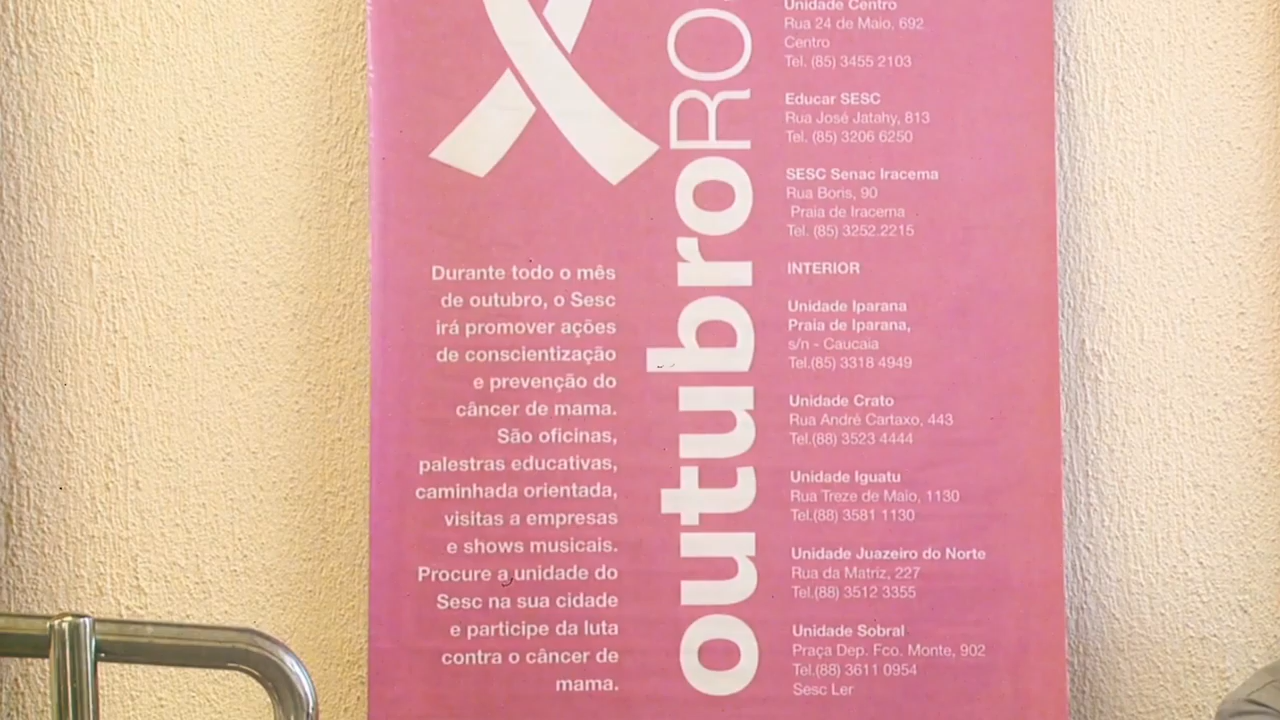 Durante todo o mês
de outubro, o Sesc
irá promover ações
de conscientização
e prevenção do
câncer de mama.
São oficinas,
palestras educativas,
caminhada orientada,
visitas a empresas
e shows musicais.
Procure a unidade do
Sesc na sua cidade
e participe da luta
contra o câncer de
mama.
outubroRO
Unidade Centro
Rua 24 de Maio, 692
Centro
Tel. (85) 3455 2103
Educar SESC
Rua José Jatahy, 813
Tel. (85) 3206 6250
SESC Senac Iracema
Rua Boris, 90
Praia de Iracema
Tel. (85) 3252.2215
INTERIOR
Unidade Iparana
Praia de Iparana,
s/n - Caucaia
Tel.(85) 3318 4949
Unidade Crato
Rua André Cartaxo, 443
Tel.(88) 3523 4444
Unidade Iguatu
Rua Treze de Maio, 1130
Tel.(88) 3581 1130
Unidade Juazeiro do Norte
Rua da Matriz, 227
Tel.(88) 3512 3355
Unidade Sobral
Praça Dep. Fco. Monte, 902
Tel.(88) 3611 0954
Sesc Ler